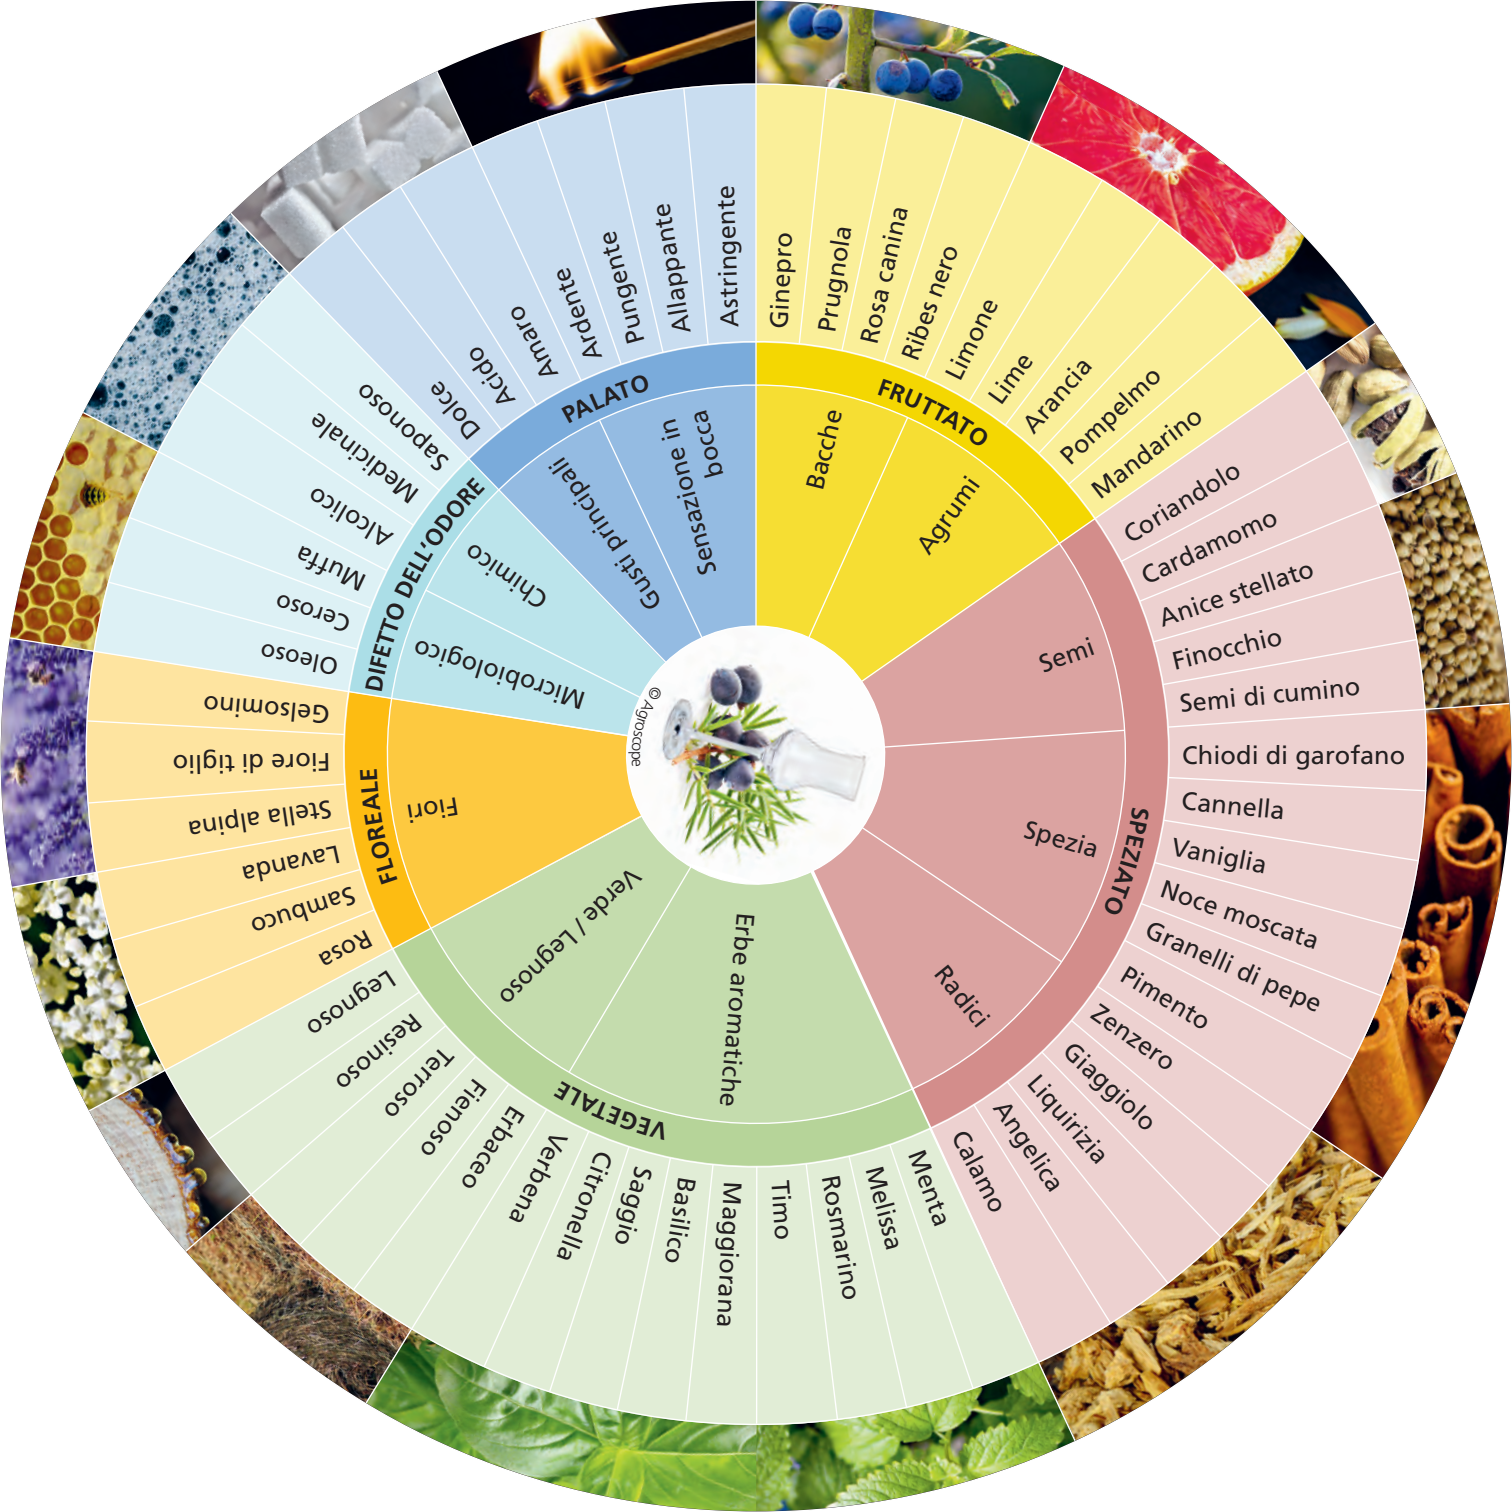 FRUTTATO
Bacche
Ginepro
Prugnola
Rosa canina
Ribes nero
Agrumi
Limone
Lime
Arancia
Pompelmo
Mandarino
SPEZIATO
Semi
Coriandolo
Cardamomo
Anice stellato
Finocchio
Semi di cumino
Spezia
Chiodi di garofano
Cannella
Vaniglia
Noce moscata
Granelli di pepe
Pimento
Radici
Zenzero
Giaggiolo
Liquirizia
Angelica
Calamo
VEGETALE
Erbe aromatiche
Menta
Melissa
Rosmarino
Timo
Maggiorana
Basilico
Saggio
Citronella
Verbena
Verde / Legnoso
Erbaceo
Fienoso
Terroso
Resinoso
Legnoso
FLOREALE
Fiori
Rosa
Sambuco
Lavanda
Stella alpina
Fiore di tiglio
Gelsomino
DIFETTO DELL'ODORE
Microbiologico
Oleoso
Ceroso
Muffa
Chimico
Alcolico
Medicinale
Saponoso
PALATO
Gusti principali
Dolce
Acido
Amaro
Sensazione in
bocca
Ardente
Pungente
Allappante
Astringente
© Agroscope